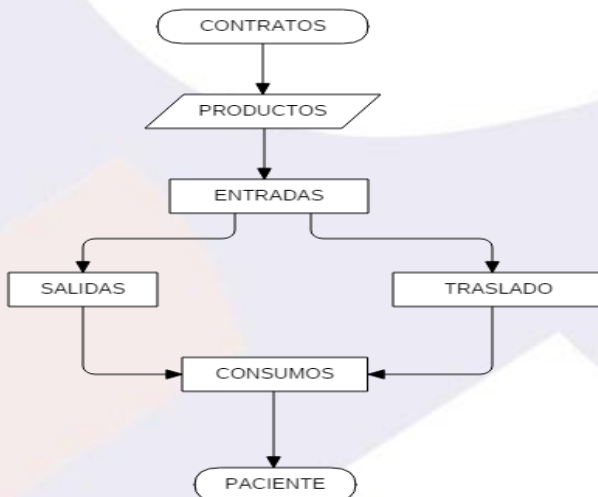 CONTRATOS
PRODUCTOS
ENTRADAS
SALIDAS
TRASLADO
CONSUMOS
PACIENTE